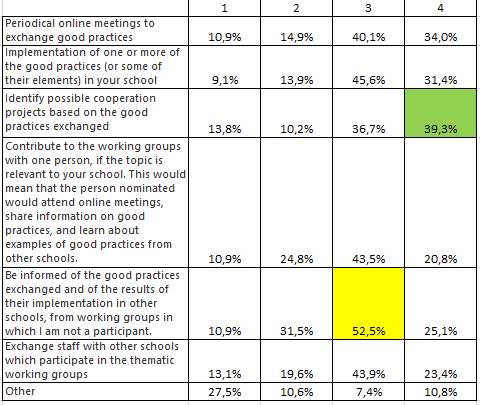 1 2 3 4
Periodical online meetings to
exchange good practices 10,9% 14,9% 40,1% 34,0%
Implementation of one or more of
the good practices (or some of
their elements) in your school 9,1% 13,9% 45,6% 31,4%
Identify possible cooperation
projects based on the good
practices exchanged 13,8% 10,2% 36,7% 39,3%
Contribute to the working groups
with one person, if the topic is
relevant to your school. This would
mean that the person nominated
would attend online meetings,
share information on good
practices, and learn about
examples of good practices from
other schools. 10,9% 24,8% 43,5% 20,8%
Be informed of the good practices
exchanged and of the results of
their implementation in other
schools, from working groups in
which I am not a participant. 10,9% 31,5% 52,5% 25,1%
Exchange staff with other schools
which participate in the thematic
working groups 13,1% 19,6% 43,9% 23,4%
Other 27,5% 10,6% 7,4% 10,8%